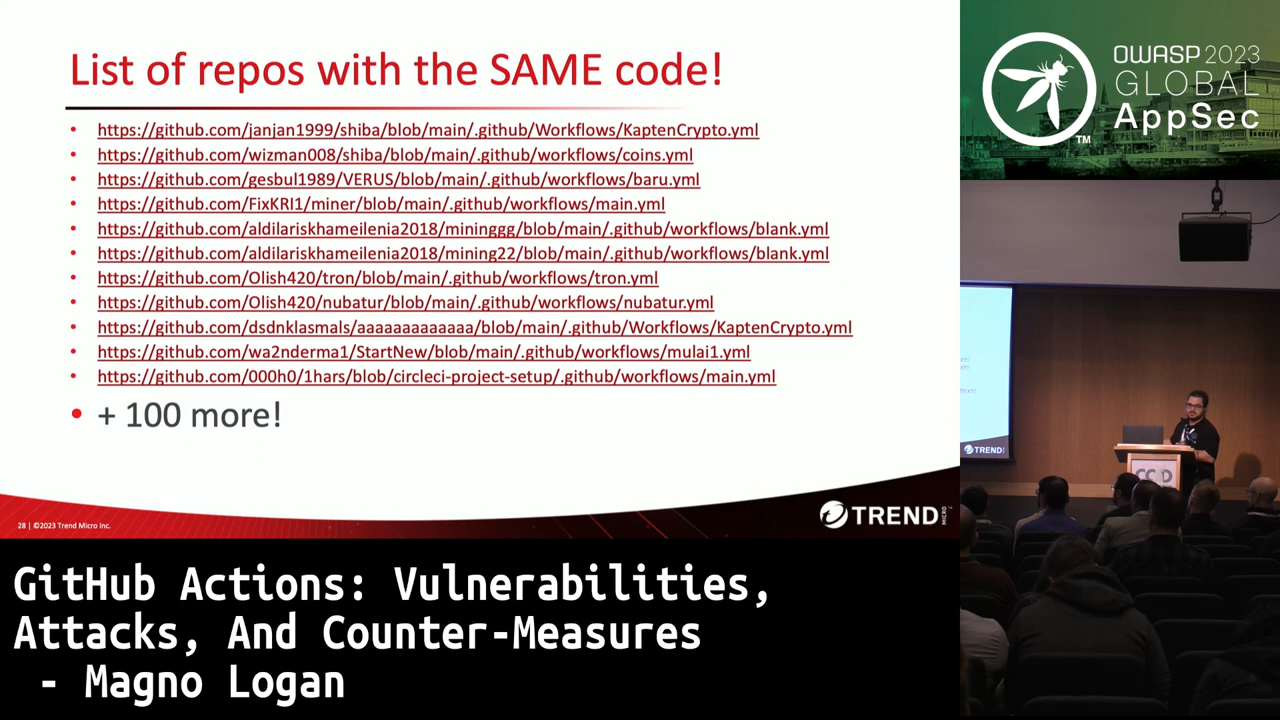 List of repos with the SAME code!
• https://github.com/janjan1999/shiba/blob/main/.github/Workflows/KaptenCrypto.yml
• https://github.com/wizman008/shiba/blob/main/.github/workflows/coins.yml
• https://github.com/gesbul1989/VERUS/blob/main/.github/workflows/baru.yml
• https://github.com/FixKRI1/miner/blob/main/.github/workflows/main.yml
• https://github.com/aldilariskhameilenia2018/mininggg/blob/main/.github/workflows/blank.yml
• https://github.com/aldilariskhameilenia2018/mining22/blob/main/.github/workflows/blank.yml
• https://github.com/Olish420/tron/blob/main/.github/workflows/tron.yml
• https://github.com/Olish420/nubatur/blob/main/.github/workflows/nubatur.yml
• https://github.com/dsdnklasmals/aaaaaaaaaaaaa/blob/main/.github/Workflows/KaptenCrypto.yml
• https://github.com/wa2nderma1/StartNew/blob/main/.github/workflows/mulai1.yml
• https://github.com/000h0/1hars/blob/circleci-project-setup/.github/workflows/main.yml
• + 100 more!
28 | ©2023 Trend Micro Inc.
TREND MICRO
OWASP 2023
GLOBAL
AppSec
TM
TREND
GitHub Actions: Vulnerabilities,
Attacks, And Counter-Measures
- Magno Logan